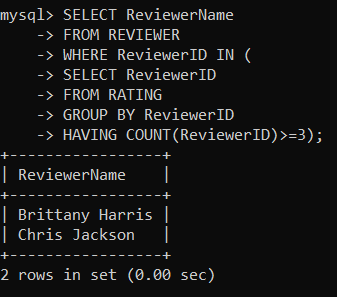 mysql> SELECT ReviewerName
    -> FROM REVIEWER
    -> WHERE ReviewerID IN (
    -> SELECT ReviewerID
    -> FROM RATING
    -> GROUP BY ReviewerID
    -> HAVING COUNT(ReviewerID)>=3);
+-----------------+
| ReviewerName    |
+-----------------+
| Brittany Harris |
| Chris Jackson   |
+-----------------+
2 rows in set (0.00 sec)